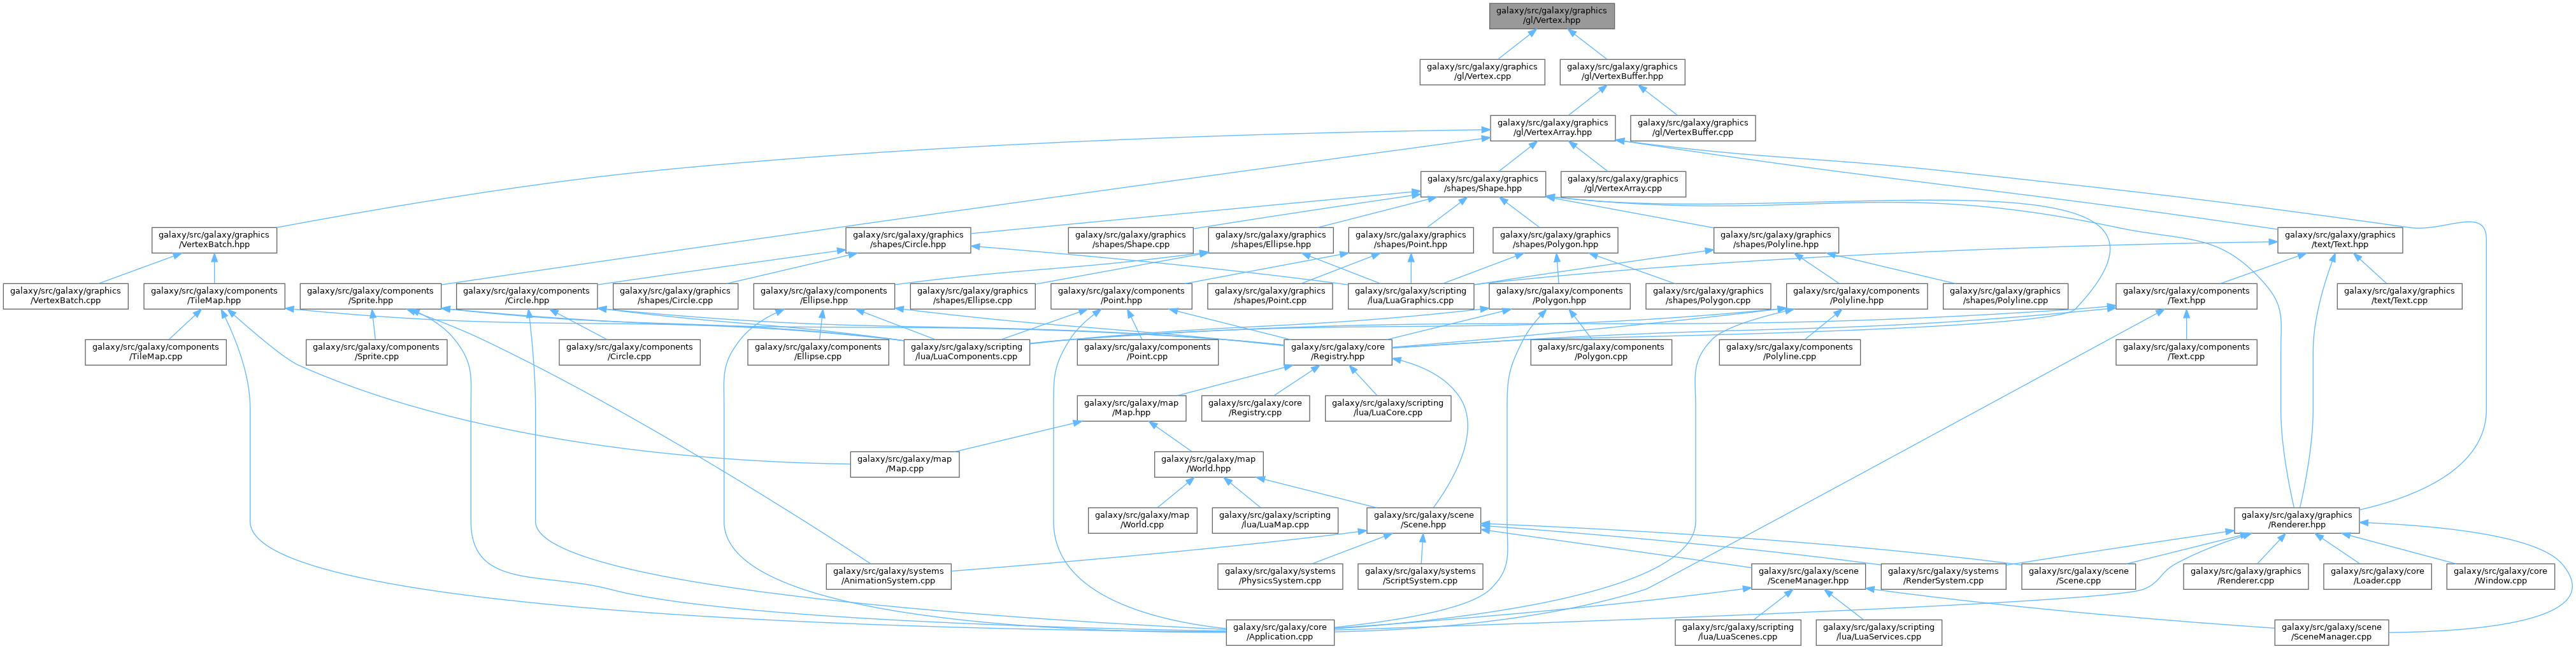 galaxy/src/galaxy/graphics
/gl/Vertex.hpp
galaxy/src/galaxy/graphics
/gl/Vertex.cpp
galaxy/src/galaxy/graphics
/gl/VertexBuffer.hpp
galaxy/src/galaxy/graphics
/gl/VertexArray.hpp
galaxy/src/galaxy/graphics
/gl/VertexBuffer.cpp
galaxy/src/galaxy/graphics
/shapes/Shape.hpp
galaxy/src/galaxy/graphics
/gl/VertexArray.cpp
galaxy/src/galaxy/graphics
/VertexBatch.hpp
galaxy/src/galaxy/graphics
/shapes/Circle.hpp
galaxy/src/galaxy/graphics
/shapes/Shape.cpp
galaxy/src/galaxy/graphics
/shapes/Ellipse.hpp
galaxy/src/galaxy/graphics
/shapes/Point.hpp
galaxy/src/galaxy/graphics
/shapes/Polygon.hpp
galaxy/src/galaxy/graphics
/shapes/Polyline.hpp
galaxy/src/galaxy/graphics
/text/Text.hpp
galaxy/src/galaxy/graphics
/VertexBatch.cpp
galaxy/src/galaxy/components
/TileMap.hpp
galaxy/src/galaxy/components
/Sprite.hpp
galaxy/src/galaxy/components
/Circle.hpp
galaxy/src/galaxy/graphics
/shapes/Circle.cpp
galaxy/src/galaxy/components
/Ellipse.hpp
galaxy/src/galaxy/graphics
/shapes/Ellipse.cpp
galaxy/src/galaxy/components
/Point.hpp
galaxy/src/galaxy/graphics
/shapes/Point.cpp
galaxy/src/galaxy/scripting
/lua/LuaGraphics.cpp
galaxy/src/galaxy/components
/Polygon.hpp
galaxy/src/galaxy/graphics
/shapes/Polygon.cpp
galaxy/src/galaxy/components
/Polyline.hpp
galaxy/src/galaxy/graphics
/shapes/Polyline.cpp
galaxy/src/galaxy/components
/Text.hpp
galaxy/src/galaxy/graphics
/text/Text.cpp
galaxy/src/galaxy/components
/TileMap.cpp
galaxy/src/galaxy/components
/Sprite.cpp
galaxy/src/galaxy/components
/Circle.cpp
galaxy/src/galaxy/components
/Ellipse.cpp
galaxy/src/galaxy/scripting
/lua/LuaComponents.cpp
galaxy/src/galaxy/components
/Point.cpp
galaxy/src/galaxy/core
/Registry.hpp
galaxy/src/galaxy/components
/Polygon.cpp
galaxy/src/galaxy/components
/Polyline.cpp
galaxy/src/galaxy/components
/Text.cpp
galaxy/src/galaxy/map
/Map.hpp
galaxy/src/galaxy/core
/Registry.cpp
galaxy/src/galaxy/scripting
/lua/LuaCore.cpp
galaxy/src/galaxy/map
/Map.cpp
galaxy/src/galaxy/map
/World.hpp
galaxy/src/galaxy/map
/World.cpp
galaxy/src/galaxy/scripting
/lua/LuaMap.cpp
galaxy/src/galaxy/scene
/Scene.hpp
galaxy/src/galaxy/graphics
/Renderer.hpp
galaxy/src/galaxy/systems
/AnimationSystem.cpp
galaxy/src/galaxy/systems
/PhysicsSystem.cpp
galaxy/src/galaxy/systems
/ScriptSystem.cpp
galaxy/src/galaxy/scene
/SceneManager.hpp
galaxy/src/galaxy/systems
/RenderSystem.cpp
galaxy/src/galaxy/scene
/Scene.cpp
galaxy/src/galaxy/graphics
/Renderer.cpp
galaxy/src/galaxy/core
/Loader.cpp
galaxy/src/galaxy/core
/Window.cpp
galaxy/src/galaxy/core
/Application.cpp
galaxy/src/galaxy/scripting
/lua/LuaScenes.cpp
galaxy/src/galaxy/scripting
/lua/LuaServices.cpp
galaxy/src/galaxy/scene
/SceneManager.cpp